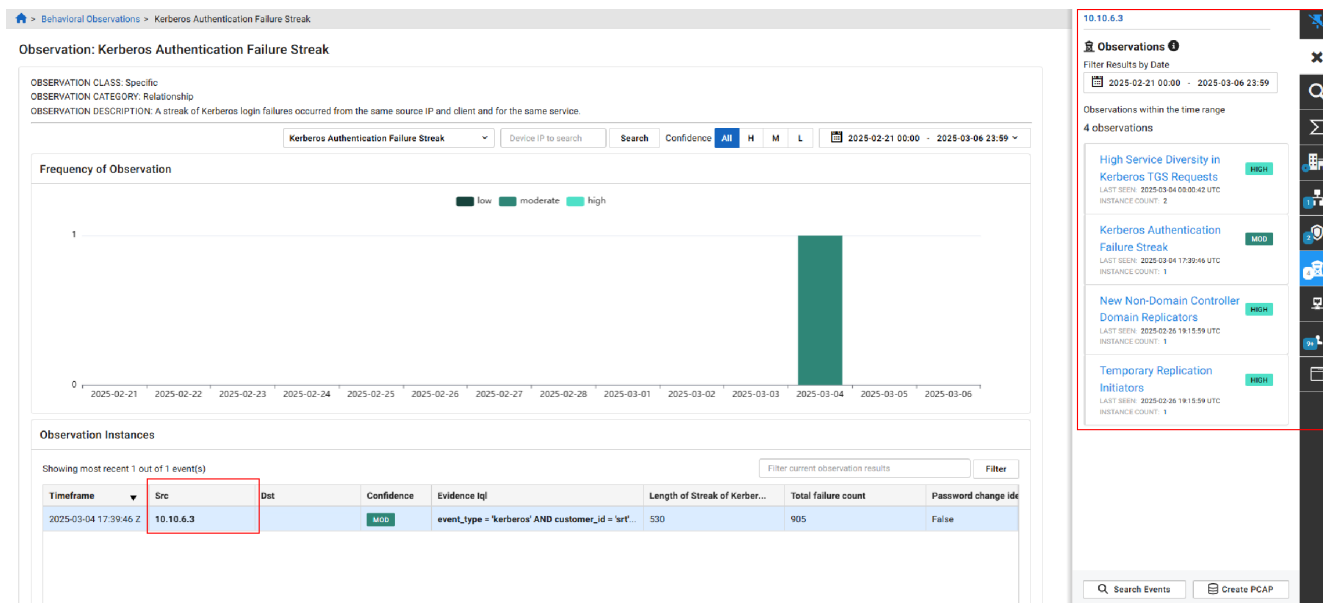 > Behavioral Observations > Kerberos Authentication Failure Streak
Observation: Kerberos Authentication Failure Streak
OBSERVATION CLASS: Specific
OBSERVATION CATEGORY: Relationship
OBSERVATION DESCRIPTION: A streak of Kerberos login failures occurred from the same source IP and client and for the same service.
Kerberos Authentication Failure Streak Device IP to search Search Confidence All H M L 2025-02-21 00:00 - 2025-03-06 23:59
Frequency of Observation
low moderate high
1
0
2025-02-21 2025-02-22 2025-02-23 2025-02-24 2025-02-25 2025-02-26 2025-02-27 2025-02-28 2025-03-01 2025-03-02 2025-03-03 2025-03-04 2025-03-05 2025-03-06
Observation Instances
Showing most recent 1 out of 1 event(s) Filter current observation results Filter
Timeframe Src Dst Confidence Evidence Iql Length of Streak of Kerber... Total failure count Password change ide
2025-03-04 17:39:46 Z 10.10.6.3 MOD event_type = 'kerberos' AND customer_id = 'srt'... 530 905 False
10.10.6.3
Observations
Filter Results by Date
2025-02-21 00:00 - 2025-03-06 23:59
Observations within the time range
4 observations
High Service Diversity in
Kerberos TGS Requests HIGH
LAST SEEN: 2025-03-04 00:00:42 UTC
INSTANCE COUNT: 2
Kerberos Authentication
Failure Streak MOD
LAST SEEN: 2025-03-04 17:39:46 UTC
INSTANCE COUNT: 1
New Non-Domain Controller
Domain Replicators HIGH
LAST SEEN: 2025-02-26 19:15:59 UTC
INSTANCE COUNT: 1
Temporary Replication
Initiators HIGH
LAST SEEN: 2025-02-26 19:15:59 UTC
INSTANCE COUNT: 1
Search Events Create PCAP
1
2
4
9+